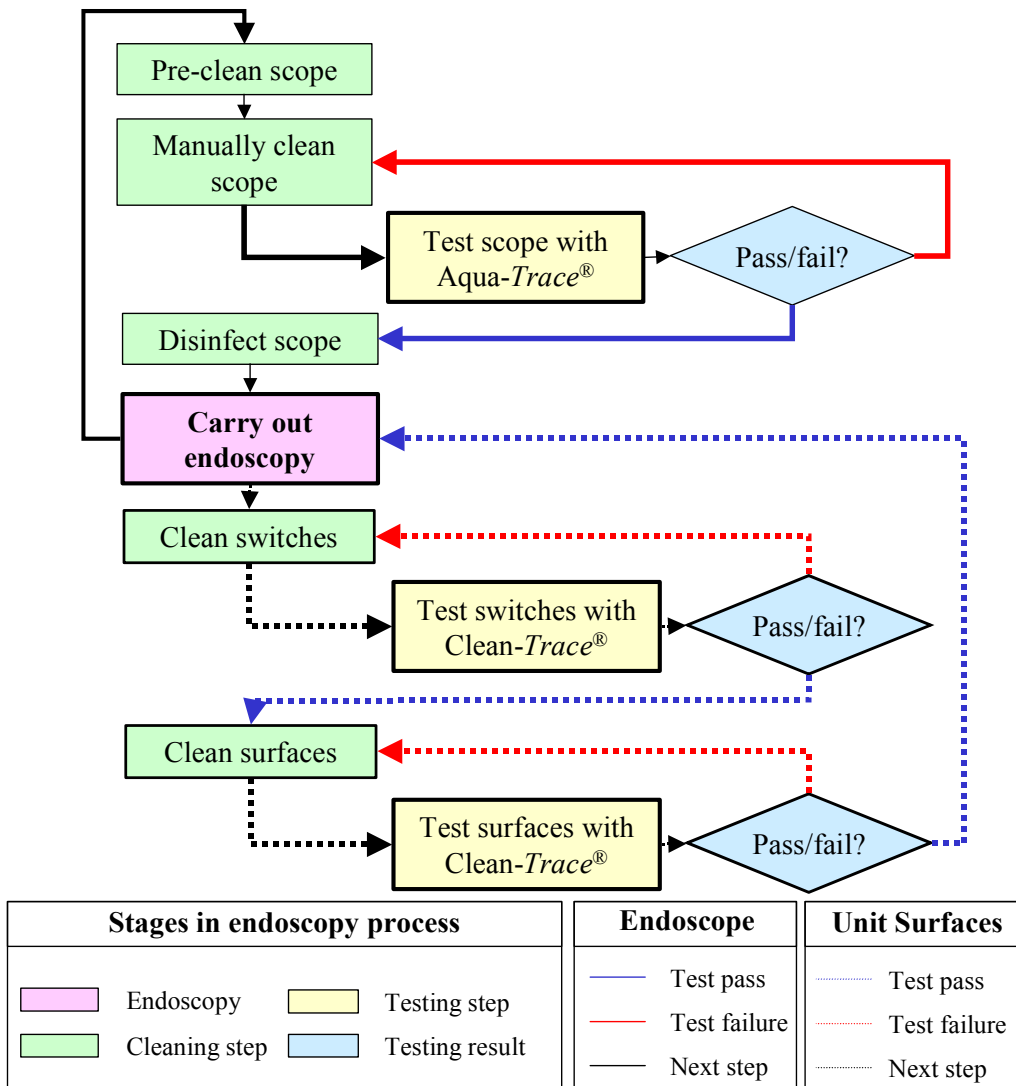 Pre-clean scope
Manually clean
scope
Test scope with
Aqua-Trace®
Pass/fail?
Disinfect scope
Carry out
endoscopy
Clean switches
Test switches with
Clean-Trace®
Pass/fail?
Clean surfaces
Test surfaces with
Clean-Trace®
Pass/fail?
Stages in endoscopy process
Endoscopy
Testing step
Cleaning step
Testing result
Endoscope
Test pass
Test failure
Next step
Unit Surfaces
Test pass
Test failure
Next step